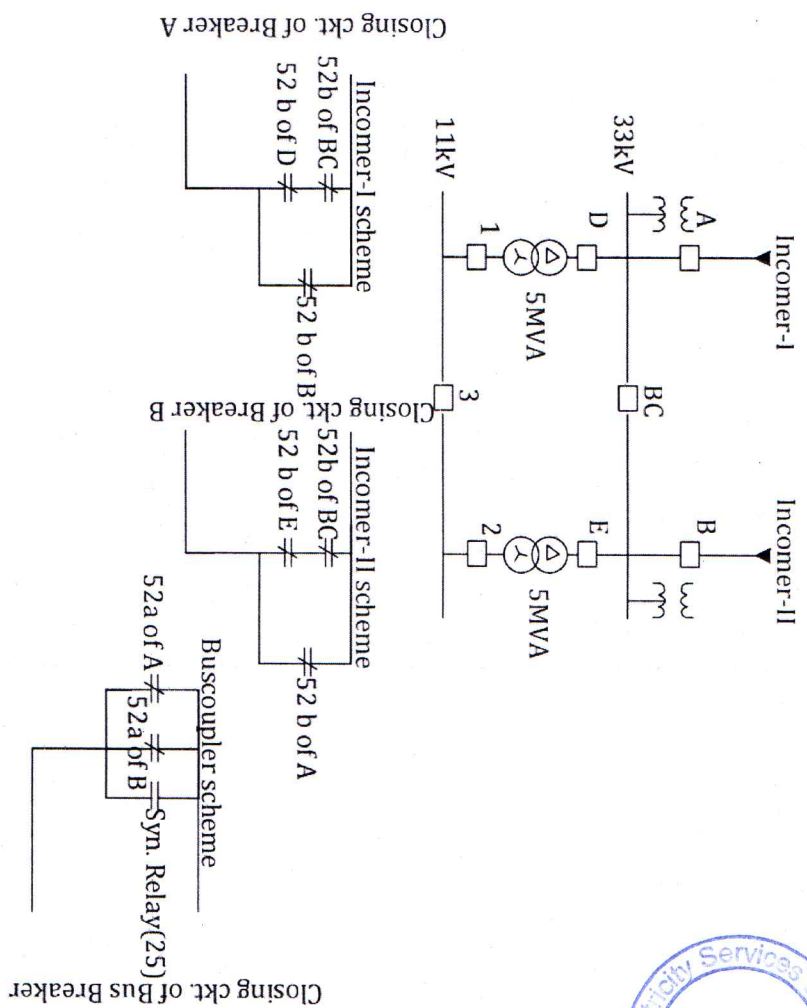 Incomer-I
Incomer-II
A
B
33kV
BC
D
E
5MVA
5MVA
1
2
11kV
3
Incomer-I scheme
52b of BC
52 b of D
52 b of B
Closing ckt. of Breaker A
Incomer-II scheme
52b of BC
52 b of E
52 b of A
Closing ckt. of Breaker B
Buscoupler scheme
52a of A
52a of B
Syn. Relay(25)
Closing ckt. of Bus Breaker
Services